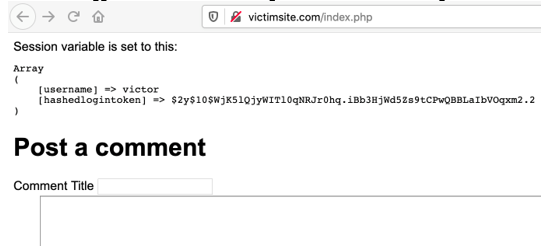 victimsite.com/index.php
Session variable is set to this:
Array
(
[username] => victor
[hashedlogintoken] => $2y$10$WjK5lQjyWITl0qNRJr0hq.iBb3HjWd5Zs9tCPwQBBLaIbVOqxm2.2
)
Post a comment
Comment Title